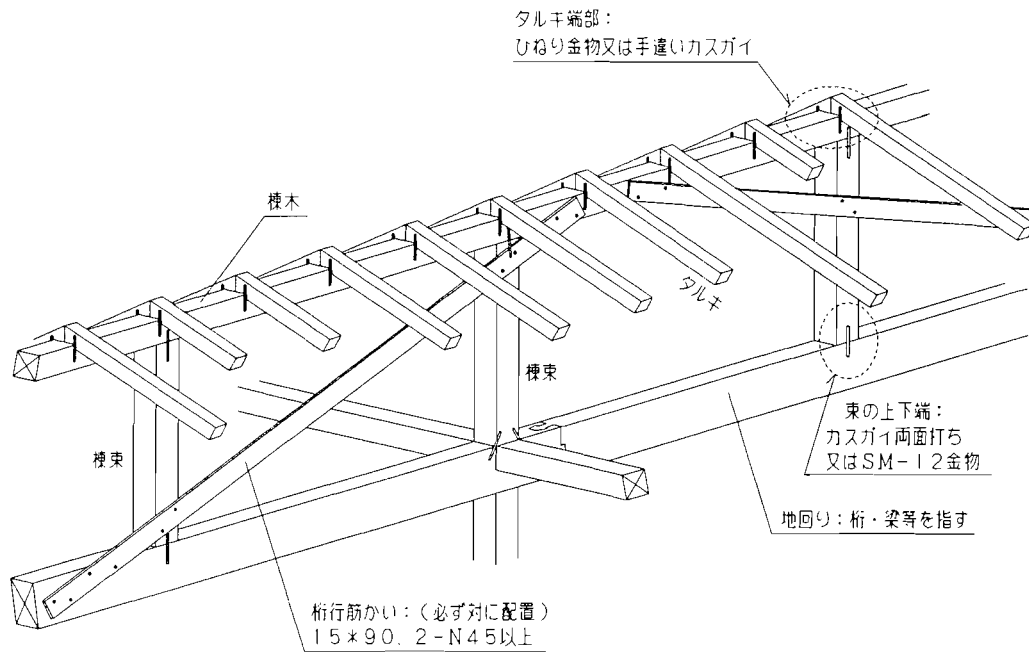 タルキ端部：
ひねり金物又は手違いカスガイ
棟木
タルキ
棟束
棟束
束の上下端：
カスガイ両面打ち
又はSM-12金物
地回り：桁・梁等を指す
桁行筋かい：（必ず対に配置）
15*90, 2-N45以上